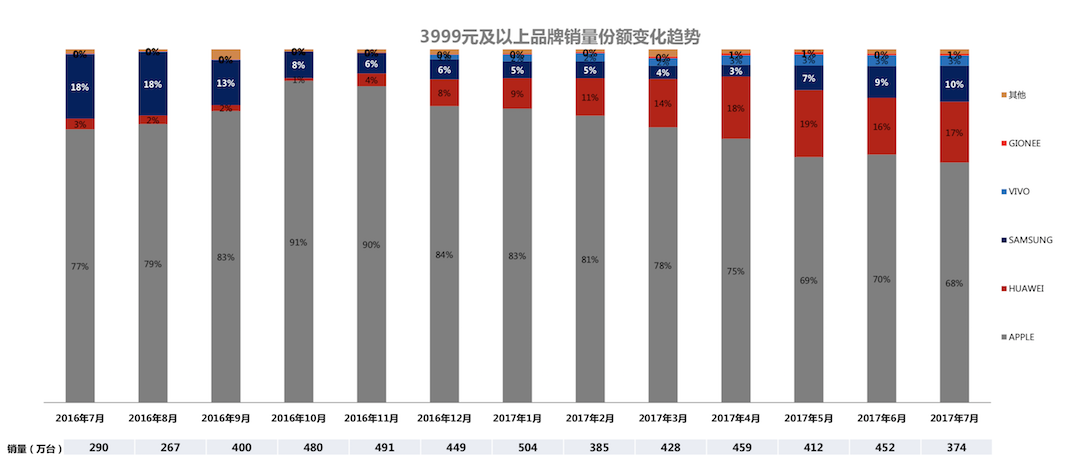 3999元及以上品牌销量份额变化趋势
0% 0% 0% 0% 0% 0% 0% 0% 0% 1% 1% 0% 1%
2% 3% 3% 3% 3%
18% 18% 13% 8% 6% 6% 5% 5% 4% 3% 7% 9% 10%
3% 2% 2% 1% 4% 8% 9% 11% 14% 18% 19% 16% 17%
77% 79% 83% 91% 90% 84% 83% 81% 78% 75% 69% 70% 68%
其他
GIONEE
VIVO
SAMSUNG
HUAWEI
APPLE
2016年7月 2016年8月 2016年9月 2016年10月 2016年11月 2016年12月 2017年1月 2017年2月 2017年3月 2017年4月 2017年5月 2017年6月 2017年7月
销量（万台） 290 267 400 480 491 449 504 385 428 459 412 452 374